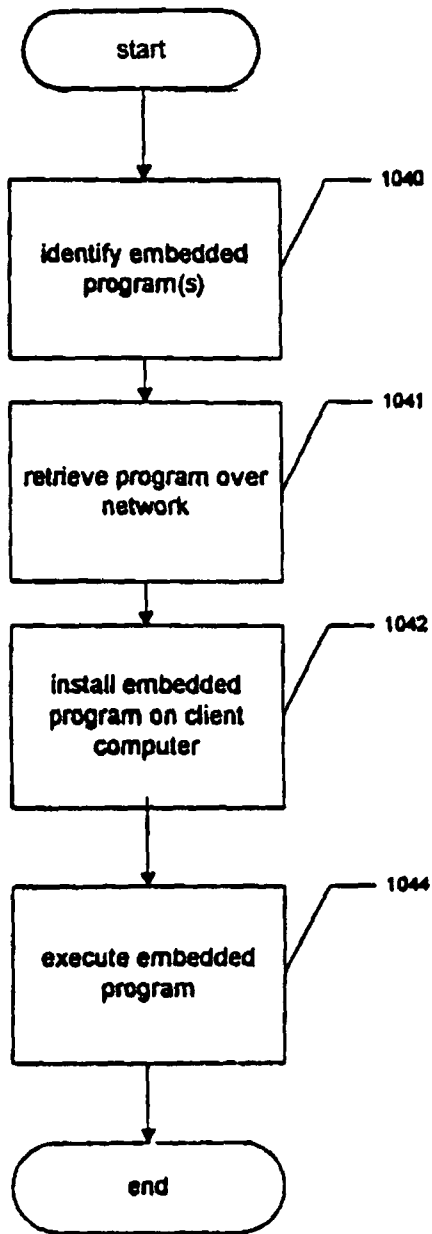 start
1040
identify embedded
program(s)
1041
retrieve program over
network
1042
install embedded
program on client
computer
1044
execute embedded
program
end